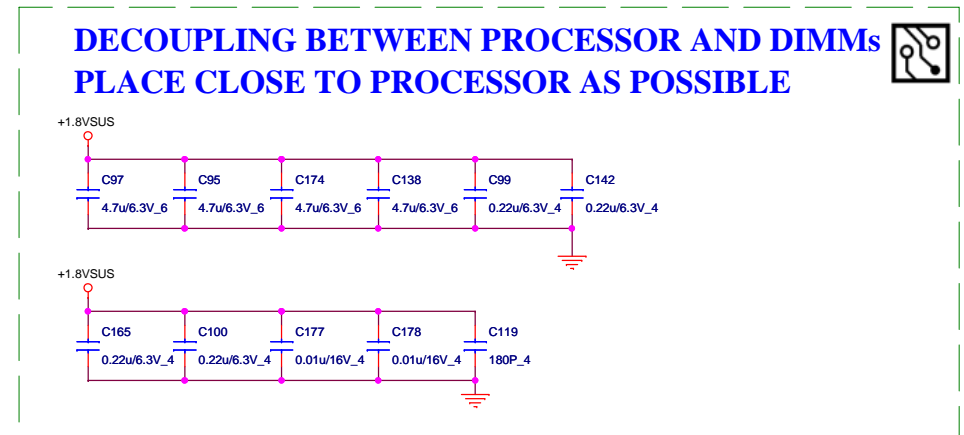 DECOUPLING BETWEEN PROCESSOR AND DIMMs
PLACE CLOSE TO PROCESSOR AS POSSIBLE
+1.8VSUS
C97 C95 C174 C138 C99 C142
4.7u/6.3V_6 4.7u/6.3V_6 4.7u/6.3V_6 4.7u/6.3V_6 0.22u/6.3V_4 0.22u/6.3V_4
+1.8VSUS
C165 C100 C177 C178 C119
0.22u/6.3V_4 0.22u/6.3V_4 0.01u/16V_4 0.01u/16V_4 180P_4